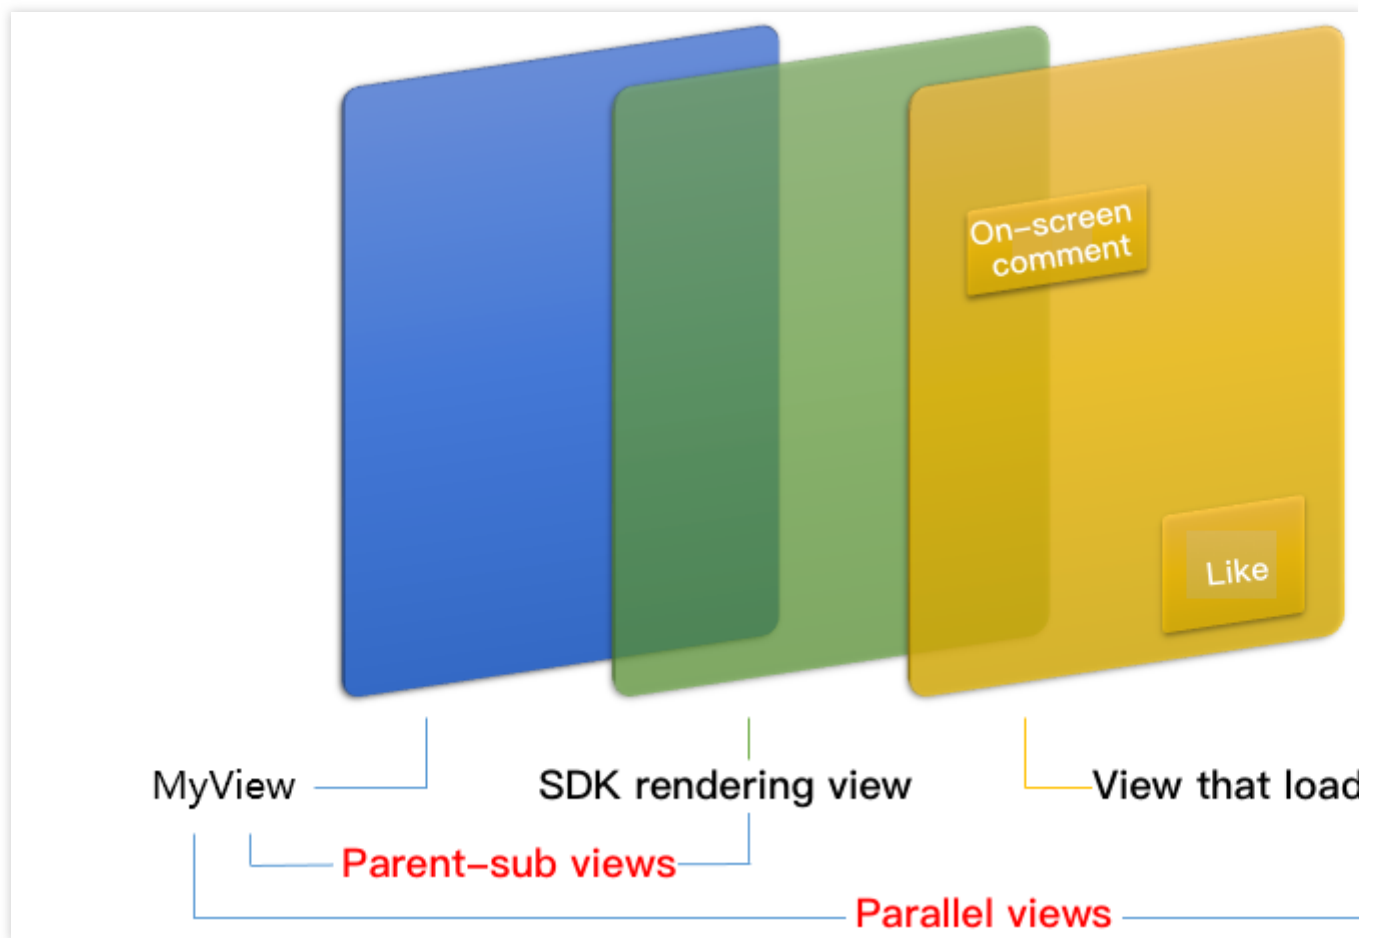 On-screen
comment
Like
MyView
SDK rendering view
View that load
Parent-sub views
Parallel views